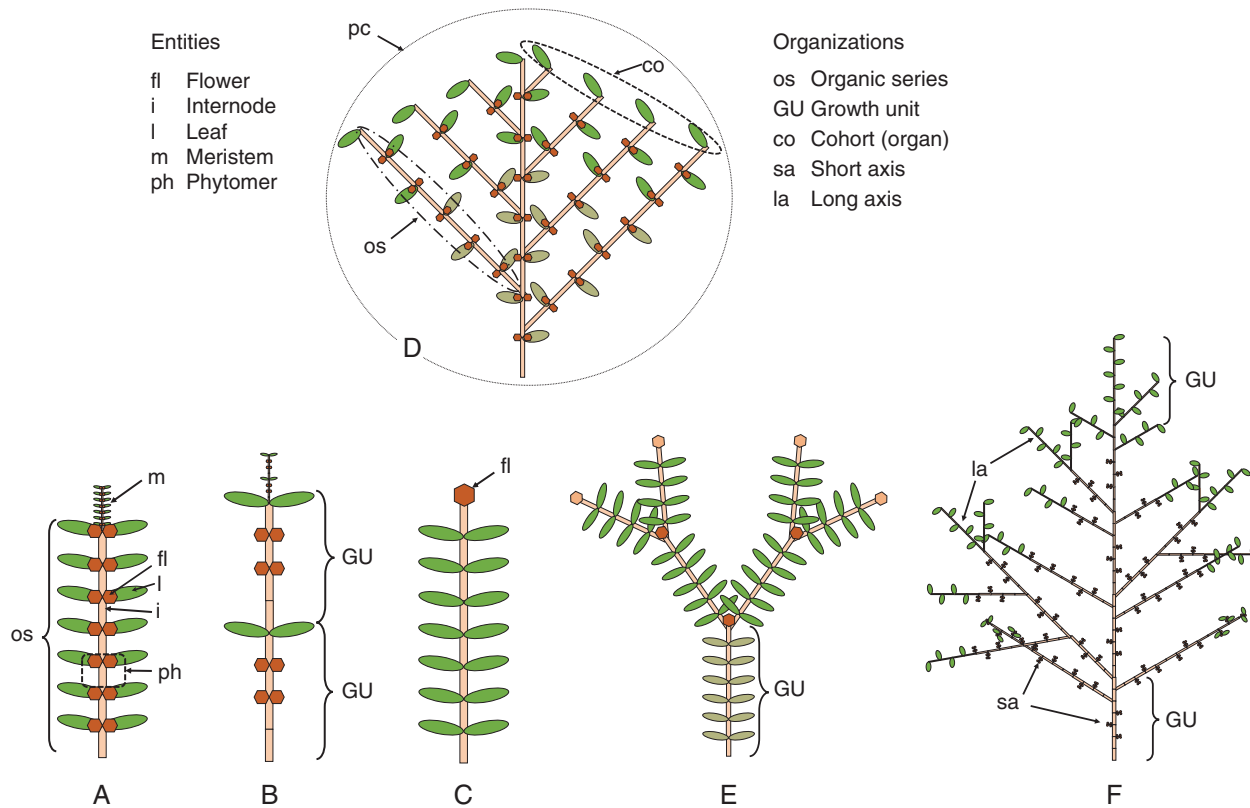 Entities
fl Flower
i Internode
l Leaf
m Meristem
ph Phytomer
pc
co
os
D
Organizations
os Organic series
GU Growth unit
co Cohort (organ)
sa Short axis
la Long axis
m
fl
l
i
os
ph
A
GU
GU
B
fl
C
GU
E
GU
la
sa
GU
F